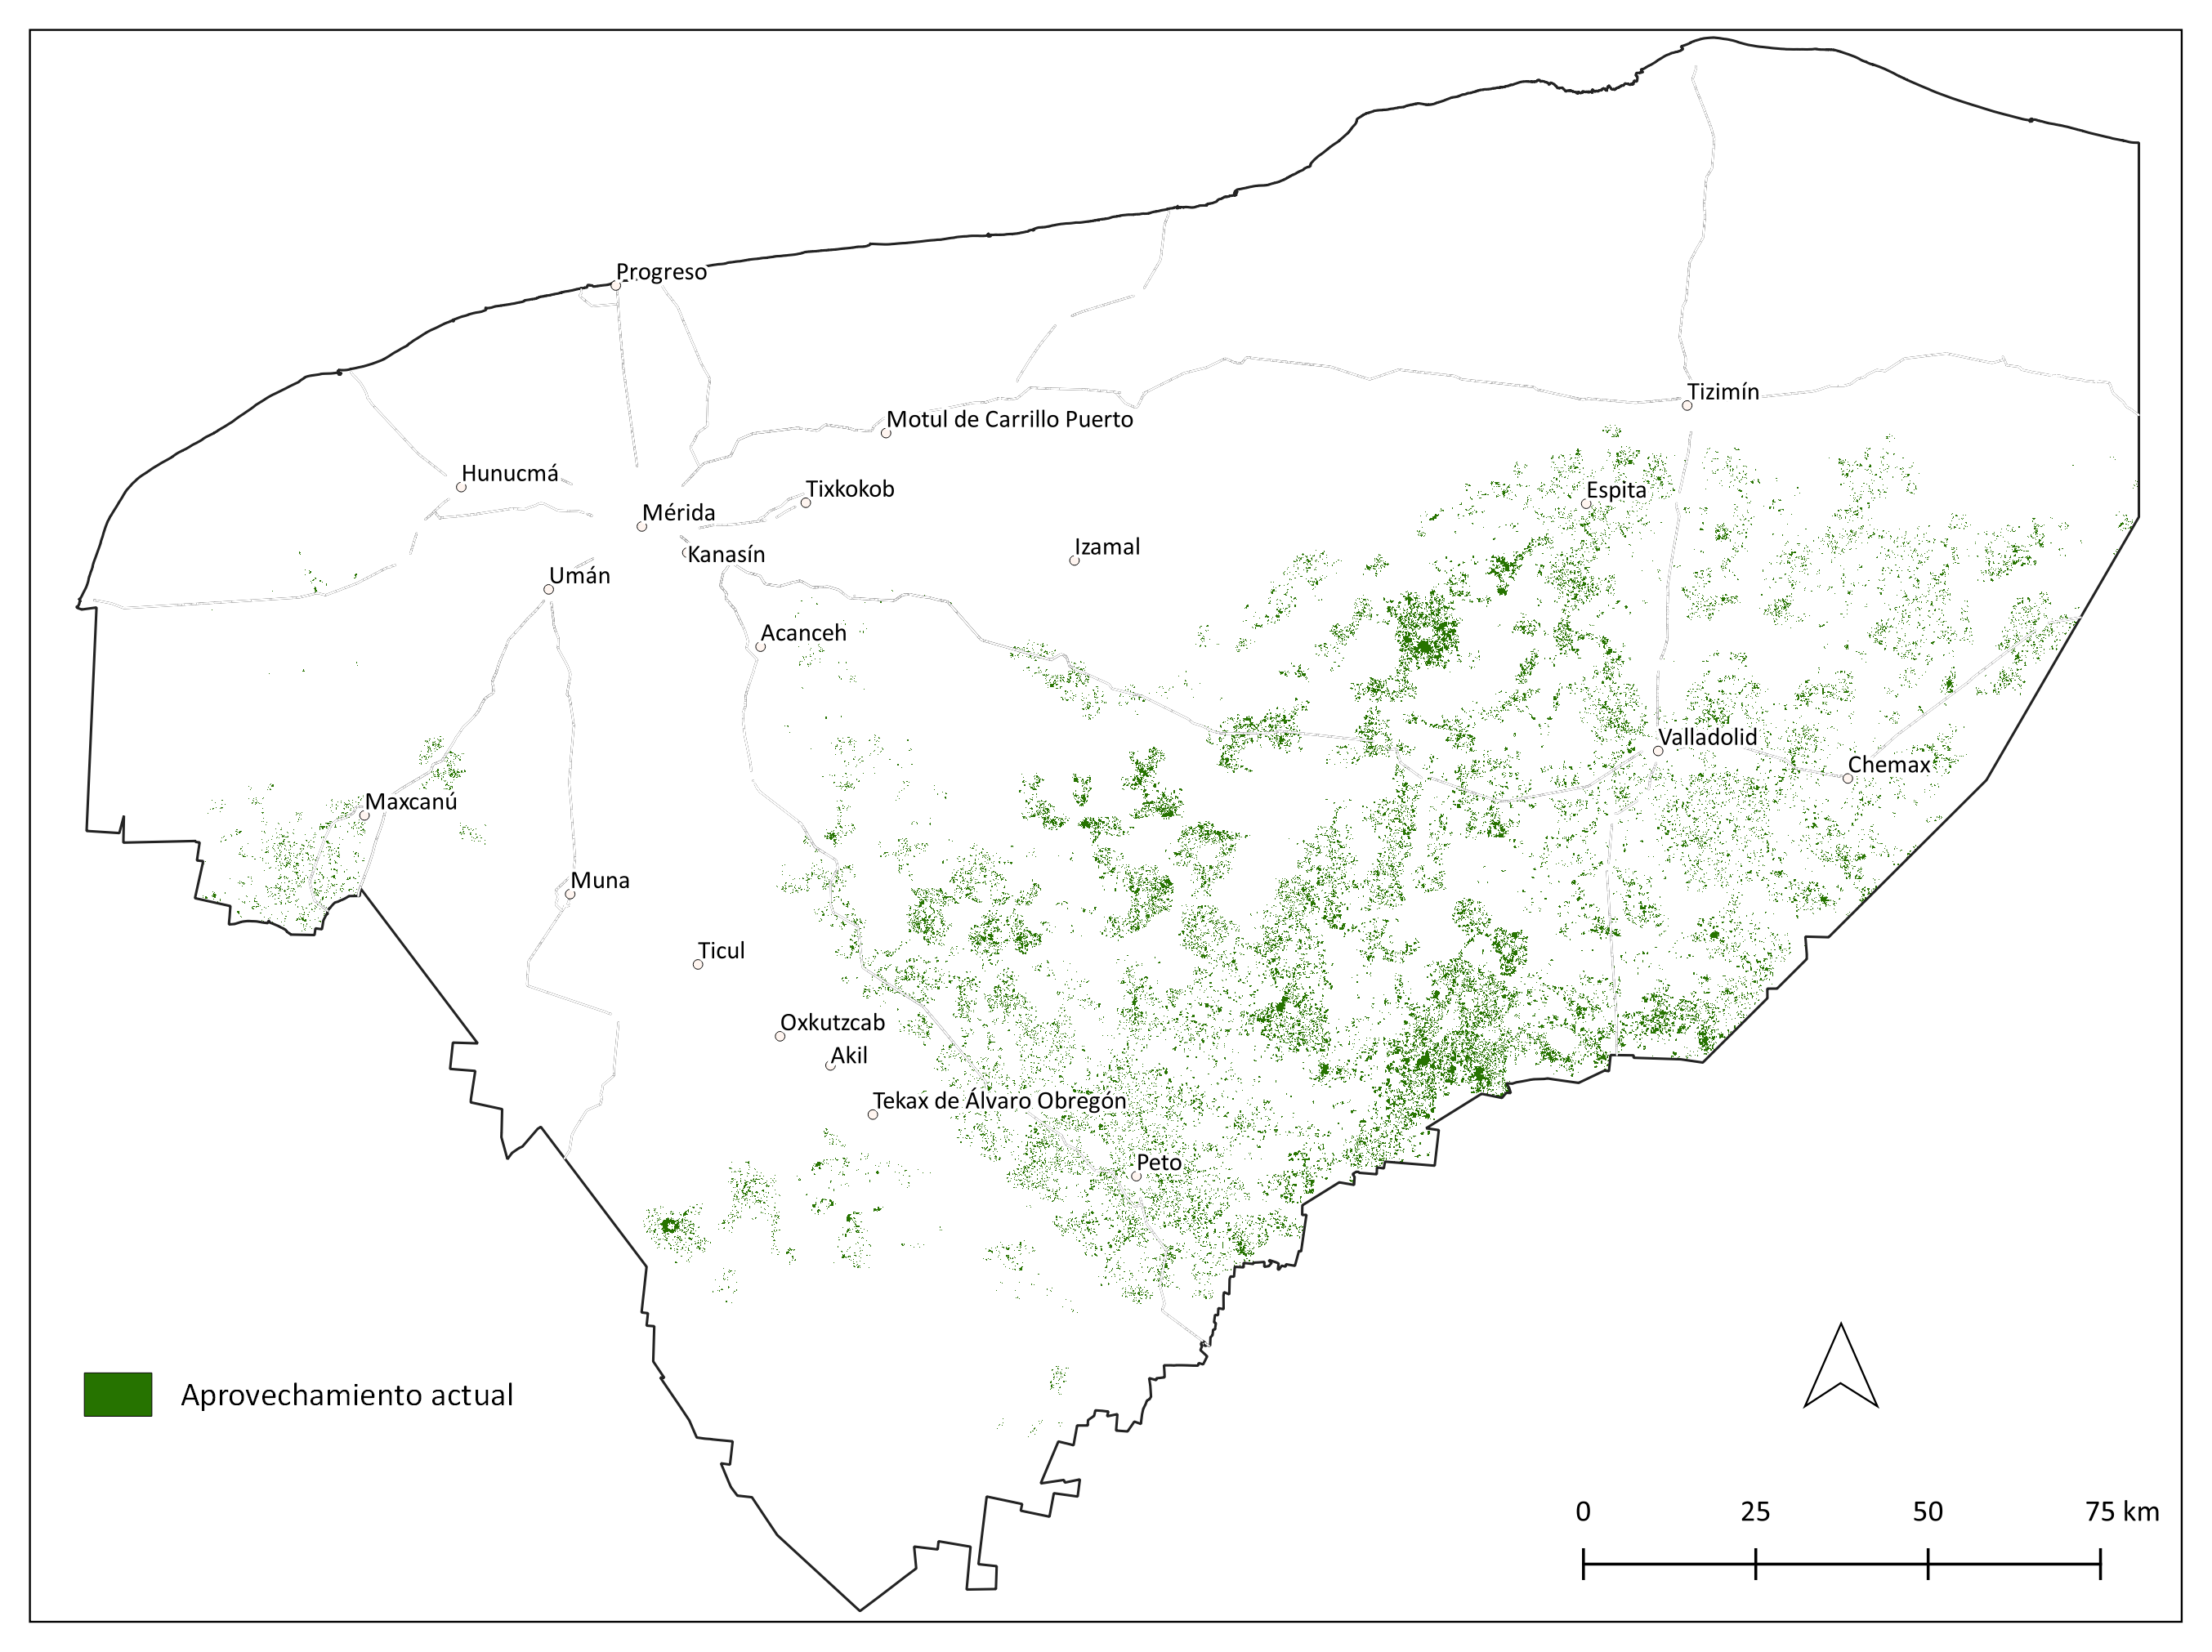 Progreso
Tizimín
Motul de Carrillo Puerto
Hunucmá
Tixkokob
Espita
Mérida
Izamal
Kanasín
Umán
Acanceh
Valladolid
Chemax
Maxcanú
Muna
Ticul
Oxkutzcab
Akil
Tekax de Álvaro Obregón
Peto
Aprovechamiento actual
0 25 50 75 km